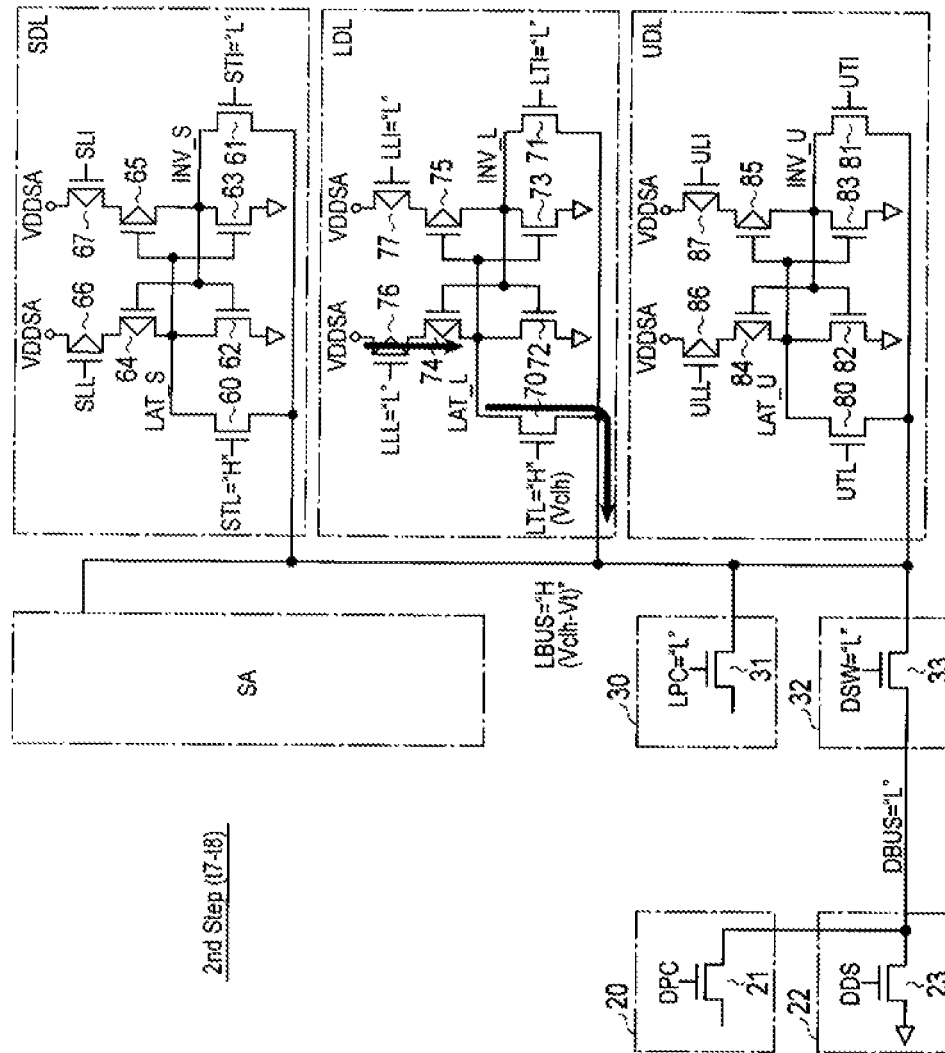 SDL
VDDSA
VDDSA
SLL
66
SLI
67
64
65
LAT_S
INV_S
60
62
63
61
STL="H"
STI="L"
LDL
VDDSA
VDDSA
LLL="L"
76
LLI="L"
77
74
75
LAT_L
INV_L
70
72
73
71
LTL="H"
(Vclh)
LTI="L"
UDL
VDDSA
VDDSA
ULL
86
ULI
87
84
85
LAT_U
INV_U
80
82
83
81
UTL
UTI
SA
LBUS="H
(Vclh-Vt)"
30
LPC="L"
31
32
DSW="L"
33
DBUS="L"
2nd Step (t7-t8)
20
DPC
21
22
DDS
23